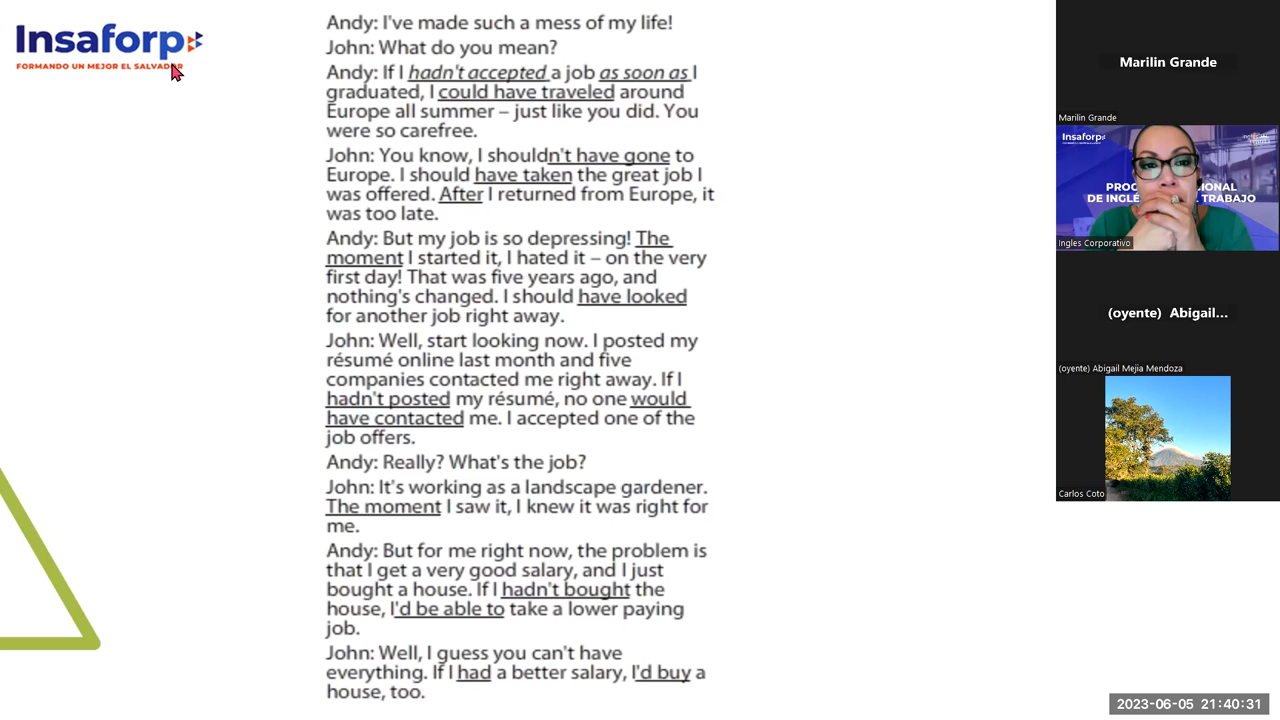 Insaforp
FORMANDO UN MEJOR EL SALVADOR
Andy: I've made such a mess of my life!
John: What do you mean?
Andy: If I hadn't accepted a job as soon as I
graduated, I could have traveled around
Europe all summer – just like you did. You
were so carefree.
John: You know, I shouldn't have gone to
Europe. I should have taken the great job I
was offered. After I returned from Europe, it
was too late.
Andy: But my job is so depressing! The
moment I started it, I hated it – on the very
first day! That was five years ago, and
nothing's changed. I should have looked
for another job right away.
John: Well, start looking now. I posted my
résumé online last month and five
companies contacted me right away. If I
hadn't posted my résumé, no one would
have contacted me. I accepted one of the
job offers.
Andy: Really? What's the job?
John: It's working as a landscape gardener.
The moment I saw it, I knew it was right for
me.
Andy: But for me right now, the problem is
that I get a very good salary, and I just
bought a house. If I hadn't bought the
house, I'd be able to take a lower paying
job.
John: Well, I guess you can't have
everything. If I had a better salary, I'd buy a
house, too.
Marilin Grande
Marilin Grande
Insaforp
DE INGLÉ TRABAJO
Ingles Corporativo
(oyente) Abigail...
(oyente) Abigail Mejia Mendoza
Carlos Coto
2023-06-05 21:40:31